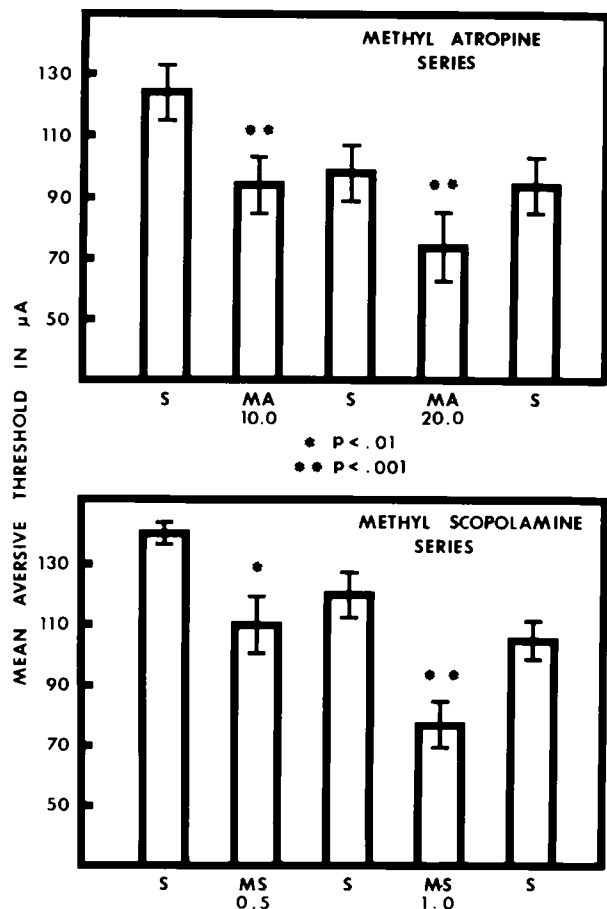 METHYL ATROPINE
SERIES
130
110
90
70
50
* *
* *
S MA S MA S
10.0 20.0
* P<.01
* * P<.001
MEAN AVERSIVE THRESHOLD IN µA
METHYL SCOPOLAMINE
SERIES
130
110
90
70
50
*
* *
S MS S MS S
0.5 1.0